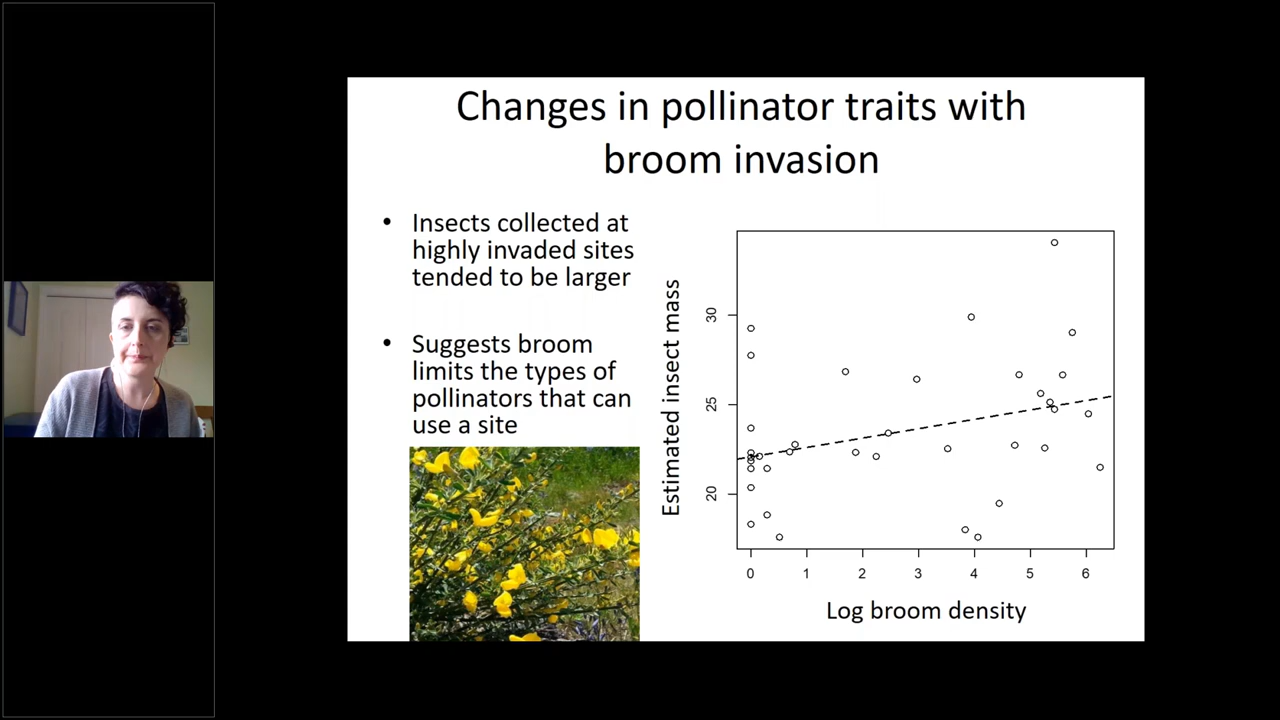 Changes in pollinator traits with
broom invasion
• Insects collected at
highly invaded sites
tended to be larger
• Suggests broom
limits the types of
pollinators that can
use a site
Estimated insect mass
30
25
20
0 1 2 3 4 5 6
Log broom density